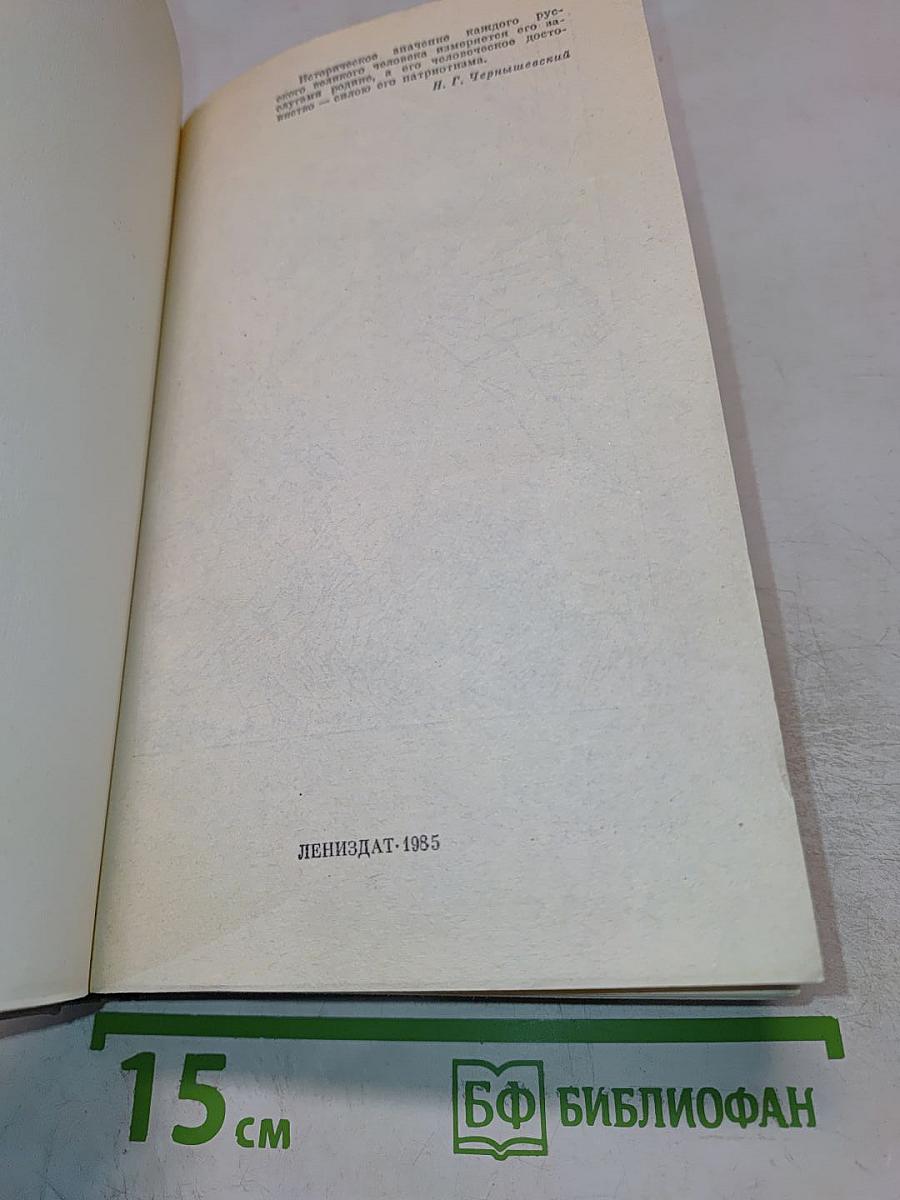 Историческое значение каждого рус-
ского великого человека измеряется его за-
слугами родине, а его человеческое досто-
инство — силою его патриотизма.
Н. Г. Чернышевский
ЛЕНИЗДАТ·1985
15 см
БФ БИБЛИОФАН